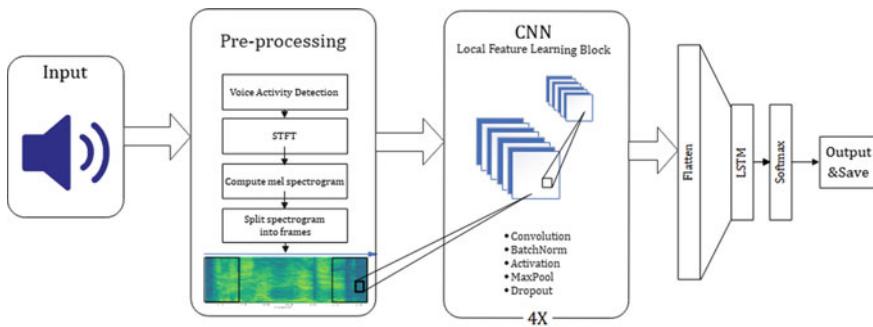 Input
Pre-processing
Voice Activity Detection
STFT
Compute mel spectrogram
Split spectrogram
into frames
CNN
Local Feature Learning Block
• Convolution
• BatchNorm
• Activation
• MaxPool
• Dropout
4X
Flatten
LSTM
Softmax
Output
&Save